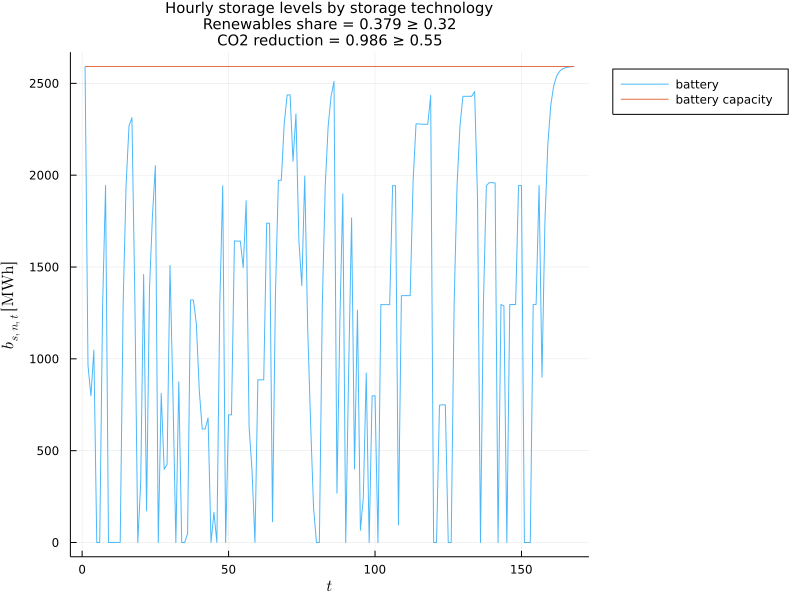 Hourly storage levels by storage technology
Renewables share = 0.379 ≥ 0.32
CO2 reduction = 0.986 ≥ 0.55
battery
battery capacity
b_{s, n, t} [MWh]
2500
2000
1500
1000
500
0
0 50 100 150
t